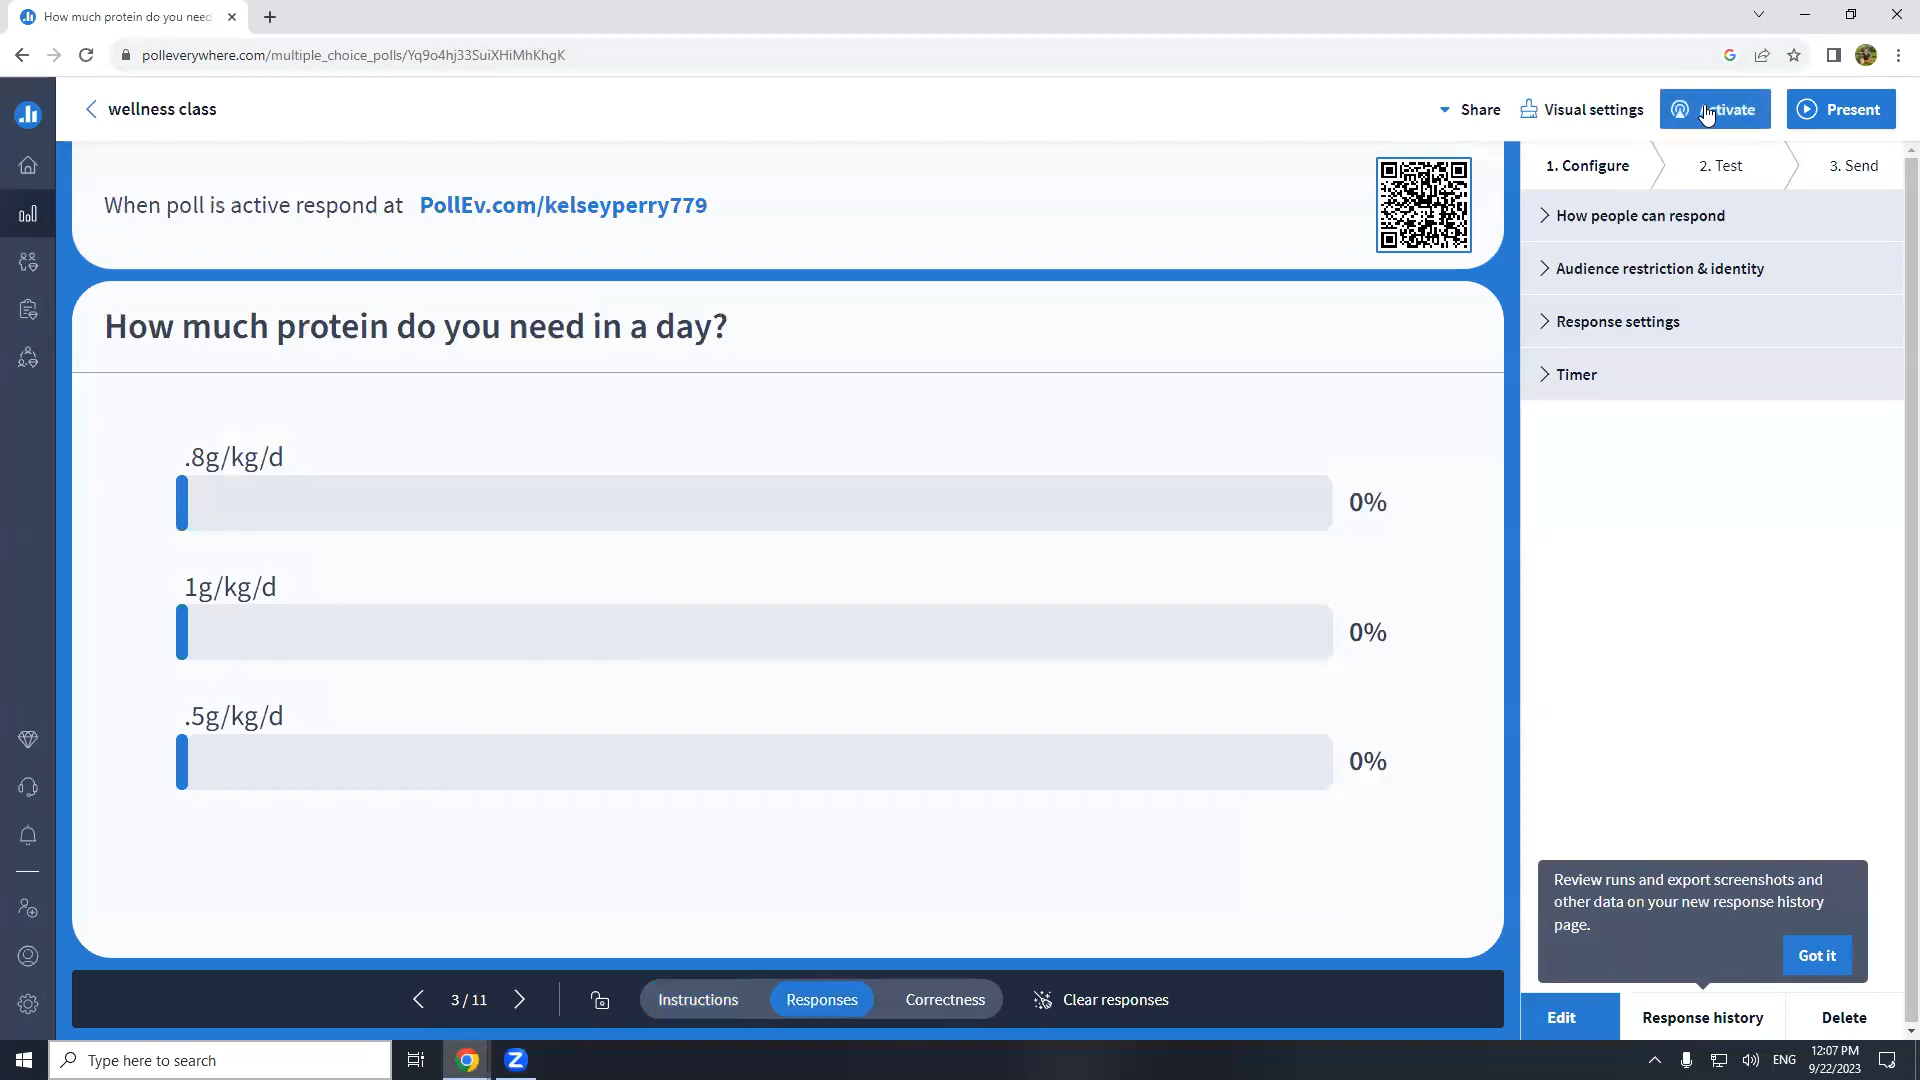 How much protein do you need
polleverywhere.com/multiple_choice_polls/Yq9o4hj33SuiXHiMhKhgK
wellness class
Share
Visual settings
Present
When poll is active respond at PollEv.com/kelseyperry779
1. Configure
2. Test
3. Send
How people can respond
Audience restriction & identity
Response settings
Timer
How much protein do you need in a day?
.8g/kg/d
0%
1g/kg/d
0%
.5g/kg/d
0%
Review runs and export screenshots and
other data on your new response history
page.
Got it
3 / 11
Instructions
Responses
Correctness
Clear responses
Edit
Response history
Delete
Type here to search
ENG
12:07 PM
9/22/2023